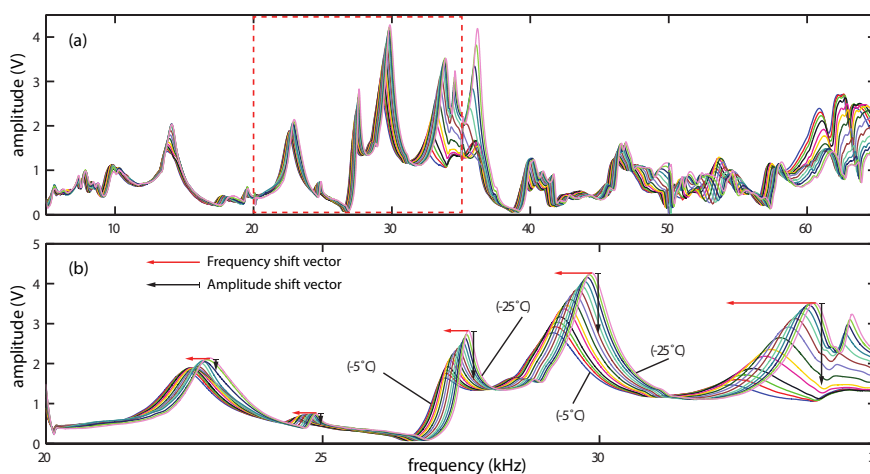 (a)
amplitude (V)
4
3
2
1
0
10
20
30
40
50
60
(b)
Frequency shift vector
Amplitude shift vector
amplitude (V)
5
4
3
2
1
0
(-25˚C)
(-25˚C)
(-5˚C)
(-5˚C)
20
25
30
frequency (kHz)